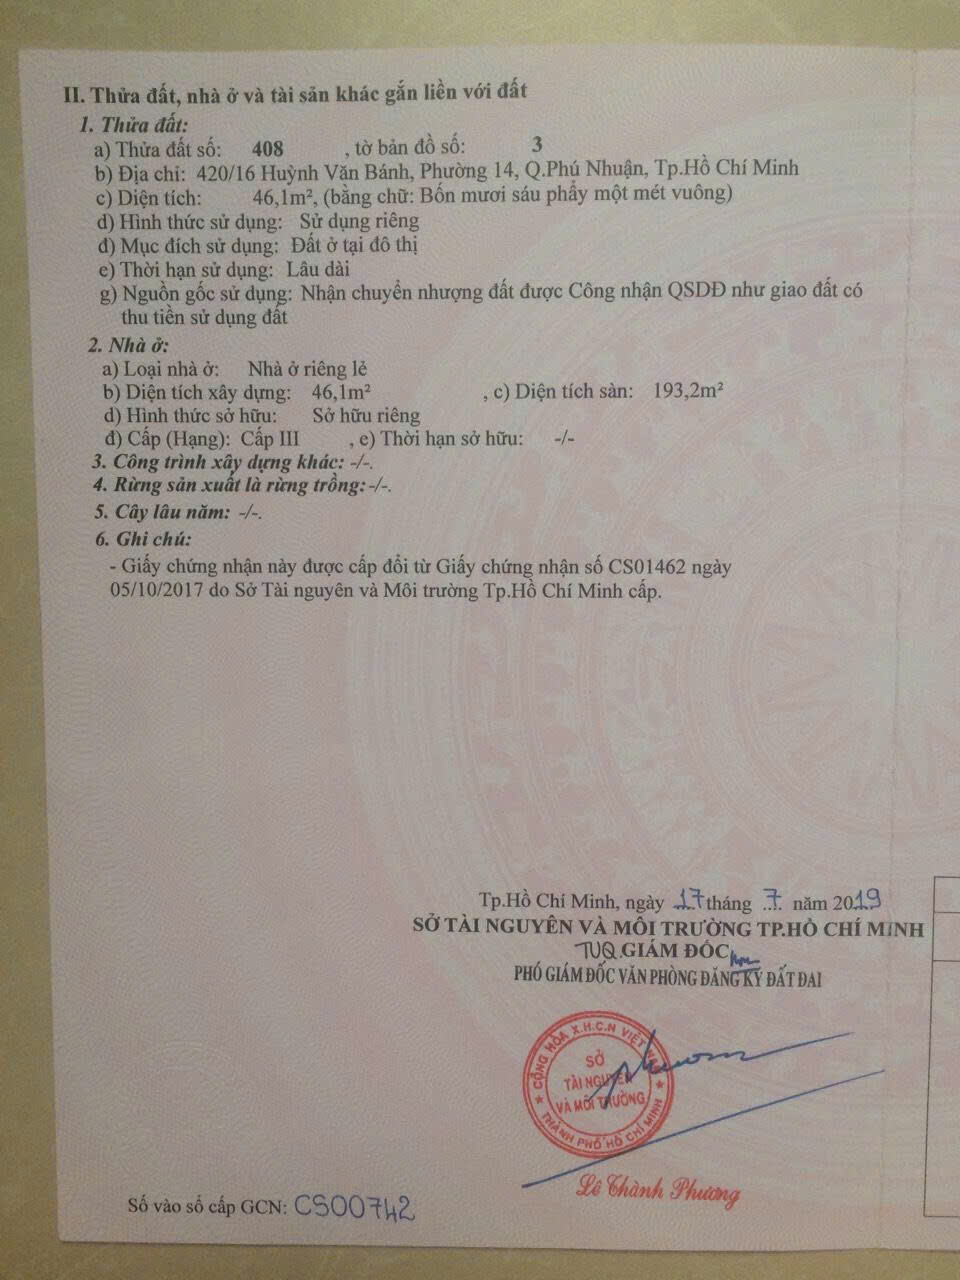 II. Thửa đất, nhà ở và tài sản khác gắn liền với đất
1. Thửa đất:
a) Thửa đất số: 408 , tờ bản đồ số: 3
b) Địa chỉ: 420/16 Huỳnh Văn Bánh, Phường 14, Q.Phú Nhuận, Tp.Hồ Chí Minh
c) Diện tích: 46,1m², (bằng chữ: Bốn mươi sáu phẩy một mét vuông)
d) Hình thức sử dụng: Sử dụng riêng
đ) Mục đích sử dụng: Đất ở tại đô thị
e) Thời hạn sử dụng: Lâu dài
g) Nguồn gốc sử dụng: Nhận chuyển nhượng đất được Công nhận QSDĐ như giao đất có
thu tiền sử dụng đất
2. Nhà ở:
a) Loại nhà ở: Nhà ở riêng lẻ
b) Diện tích xây dựng: 46,1m² , c) Diện tích sàn: 193,2m²
d) Hình thức sở hữu: Sở hữu riêng
đ) Cấp (Hạng): Cấp III , e) Thời hạn sở hữu: -/-
3. Công trình xây dựng khác: -/-.
4. Rừng sản xuất là rừng trồng: -/-.
5. Cây lâu năm: -/-.
6. Ghi chú:
- Giấy chứng nhận này được cấp đổi từ Giấy chứng nhận số CS01462 ngày
05/10/2017 do Sở Tài nguyên và Môi trường Tp.Hồ Chí Minh cấp.
Tp.Hồ Chí Minh, ngày 17 tháng 7 năm 2019
SỞ TÀI NGUYÊN VÀ MÔI TRƯỜNG TP.HỒ CHÍ MINH
TUQ.GIÁM ĐỐC
PHÓ GIÁM ĐỐC VĂN PHÒNG ĐĂNG KÝ ĐẤT ĐAI
CỘNG HÒA X.H.C.N VIỆT NAM
SỞ
TÀI NGUYÊN
VÀ MÔI TRƯỜNG
THÀNH PHỐ HỒ CHÍ MINH
Lê Thành Phương
Số vào sổ cấp GCN: CS00742